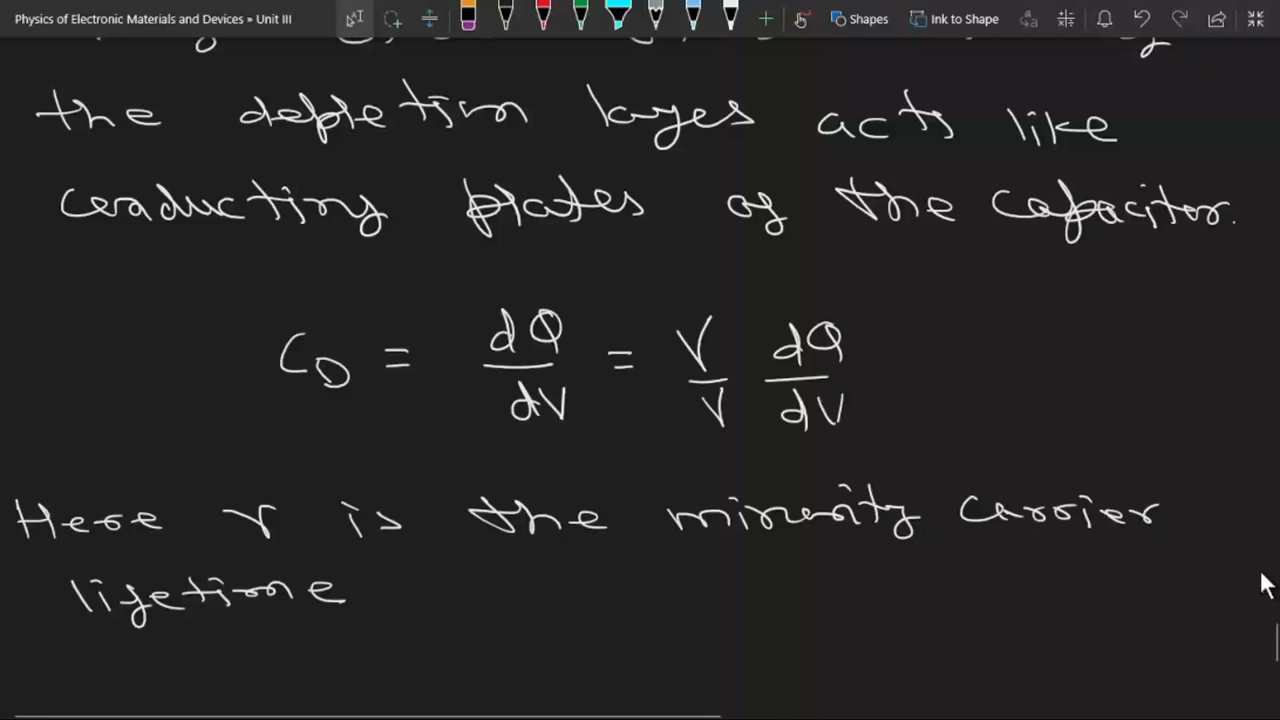 Physics of Electronic Materials and Devices » Unit III
Shapes
Ink to Shape
the depletion layes acts like
conducting plates of the capacitor.
C_D = dQ/dV = γ/γ dQ/dV
Here γ is the minority carrier
lifetime